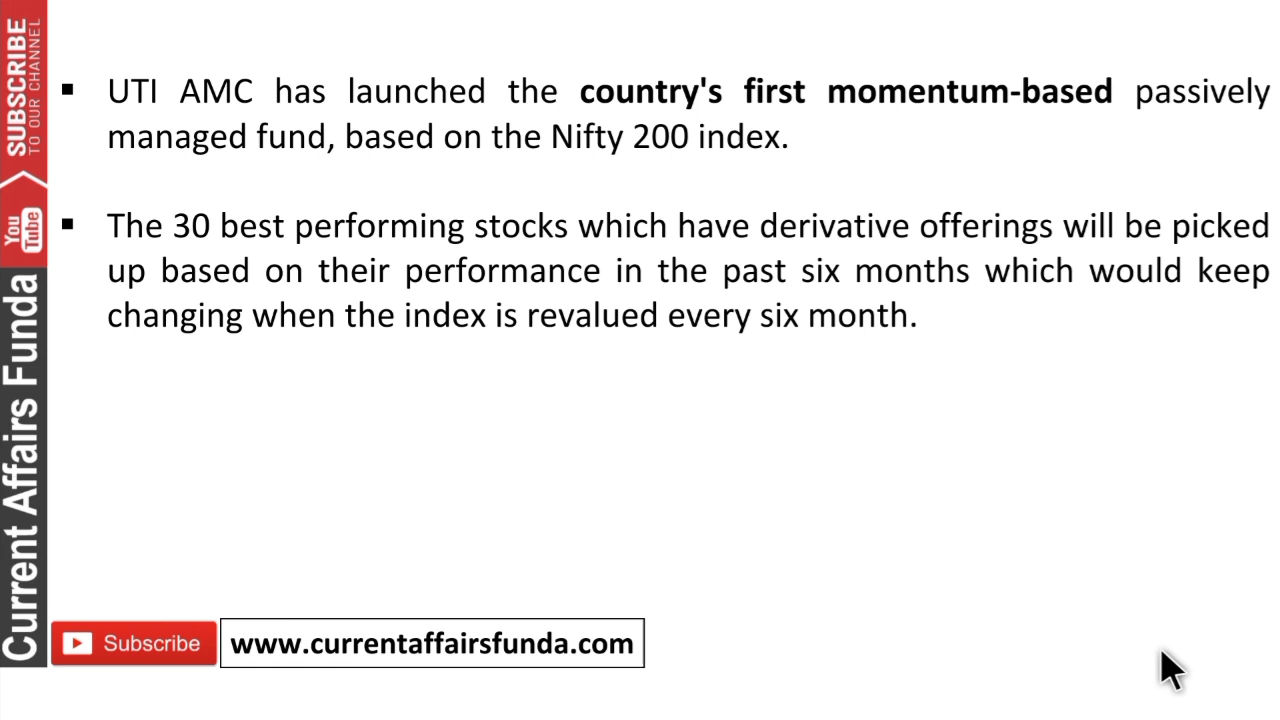 ▪ UTI AMC has launched the country's first momentum-based passively
managed fund, based on the Nifty 200 index.
▪ The 30 best performing stocks which have derivative offerings will be picked
up based on their performance in the past six months which would keep
changing when the index is revalued every six month.
SUBSCRIBE
TO OUR CHANNEL
You
Tube
Current Affairs Funda
Subscribe
www.currentaffairsfunda.com